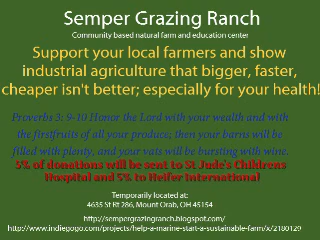 Semper Grazing Ranch
Community based natural farm and education center
Support your local farmers and show
industrial agriculture that bigger, faster,
cheaper isn't better; especially for your health!
Proverbs 3: 9-10 Honor the Lord with your wealth and with
the firstfruits of all your produce; then your barns will be
filled with plenty, and your vats will be bursting with wine.
5% of donations will be sent to St Jude's Childrens
Hospital and 5% to Heifer International
Temporarily located at:
4635 St Rt 286, Mount Orab, OH 45154
http://sempergrazingranch.blogspot.com/
http://www.indiegogo.com/projects/help-a-marine-start-a-sustainable-farm/x/2180120